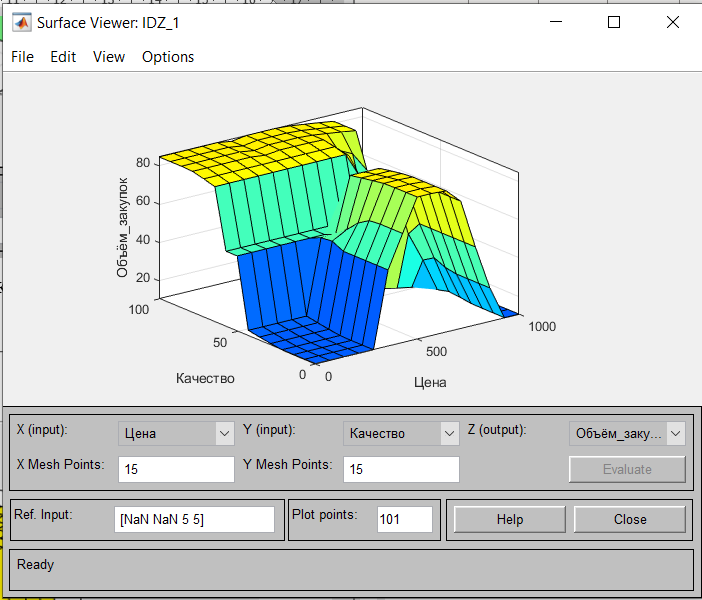 Surface Viewer: IDZ_1
File Edit View Options
80
60
40
20
Объём_закупок
100
50
0
Качество
0
500
1000
Цена
X (input): Цена Y (input): Качество Z (output): Объём_заку...
X Mesh Points: 15 Y Mesh Points: 15 Evaluate
Ref. Input: [NaN NaN 5 5] Plot points: 101 Help Close
Ready